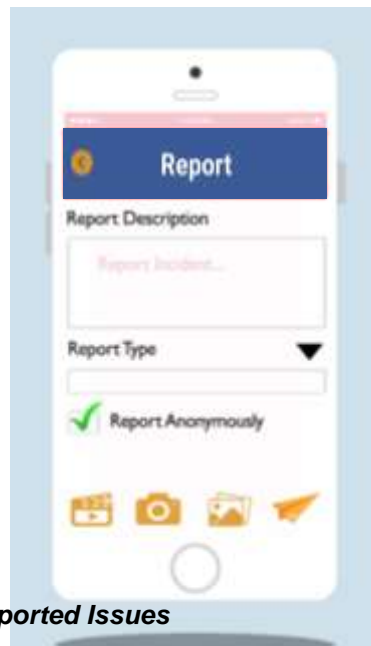 Report
Report Description
Report Incident...
Report Type
Report Anonymously
ported Issues